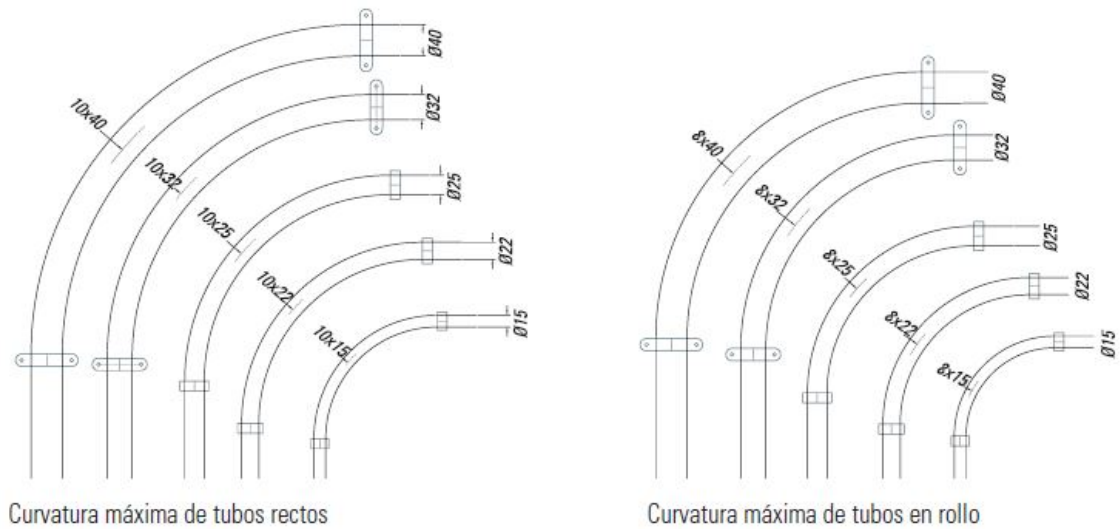 10x40
Ø40
10x32
Ø32
10x25
Ø25
10x22
Ø22
10x15
Ø15
Curvatura máxima de tubos rectos
8x40
Ø40
8x32
Ø32
8x25
Ø25
8x22
Ø22
8x15
Ø15
Curvatura máxima de tubos en rollo